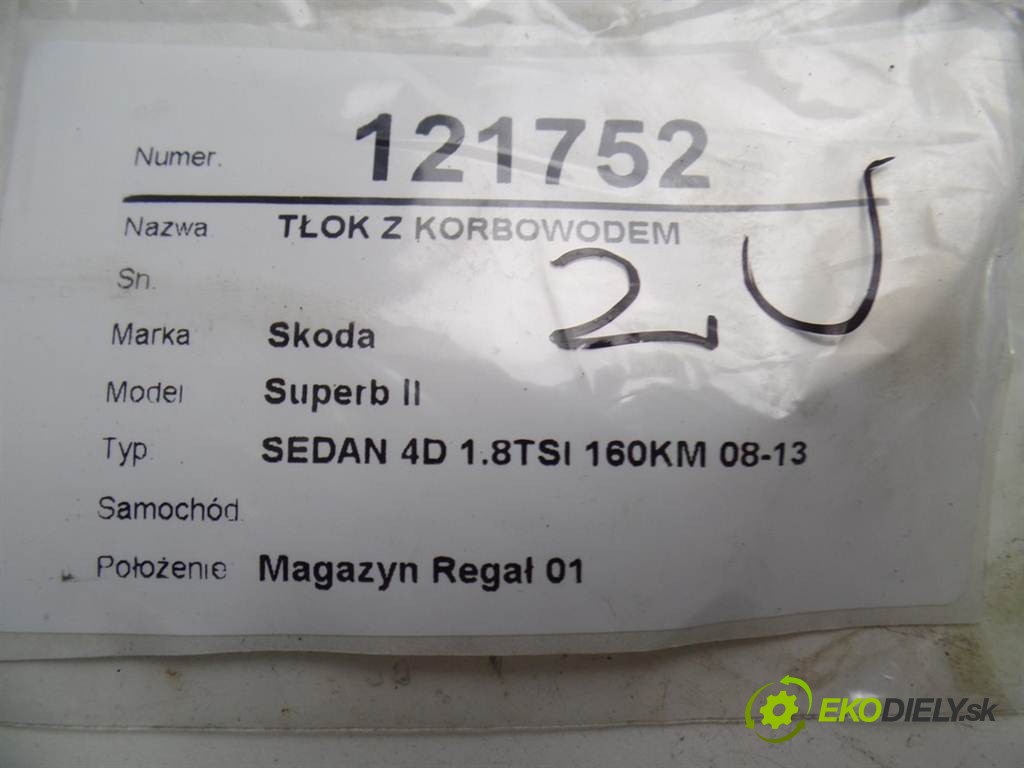 Numer. 121752
Nazwa TŁOK Z KORBOWODEM
2U
Sn.
Marka Skoda
Model Superb II
Typ SEDAN 4D 1.8TSI 160KM 08-13
Samochód
Położenie Magazyn Regał 01
EKODIELY.sk